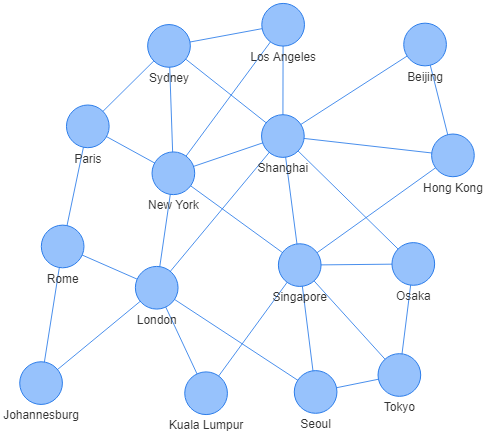 Los Angeles
Sydney
Beijing
Paris
Shanghai
Hong Kong
New York
Rome
Singapore
Osaka
London
Johannesburg
Kuala Lumpur
Seoul
Tokyo